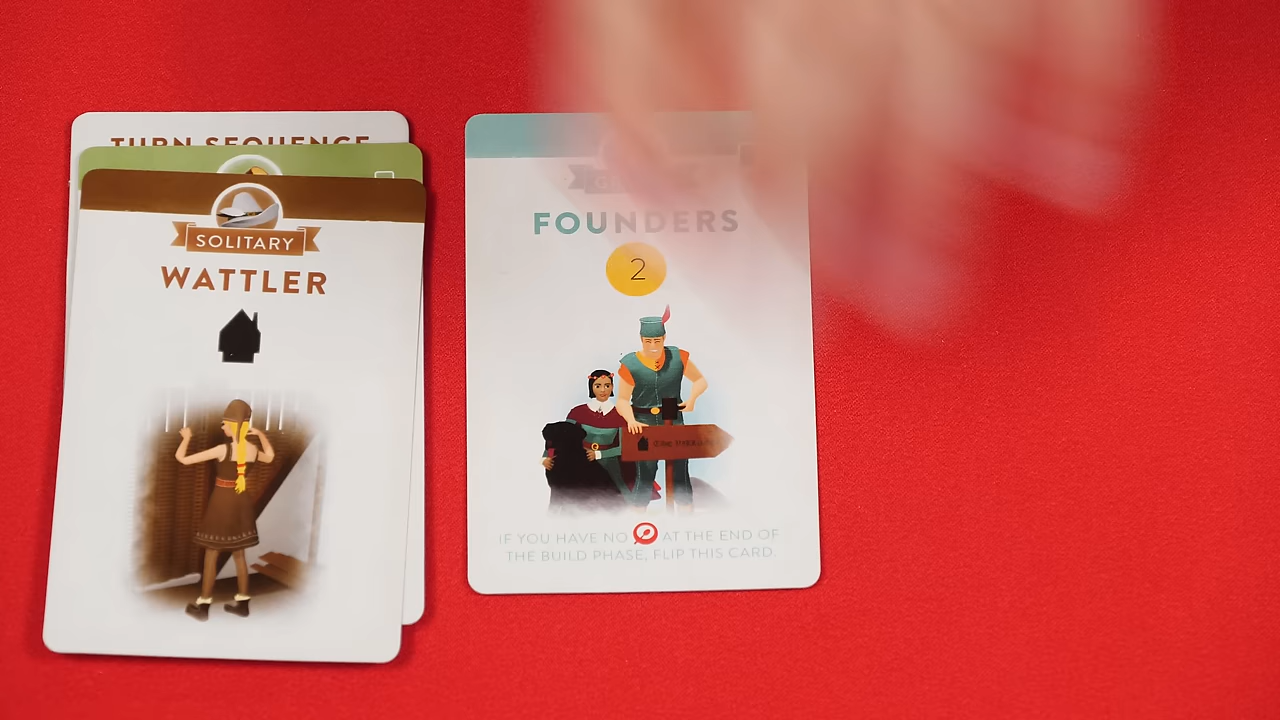 TURN SEQUENCE
SOLITARY
WATTLER
FOUNDERS
2
IF YOU HAVE NO AT THE END OF
THE BUILD PHASE, FLIP THIS CARD.